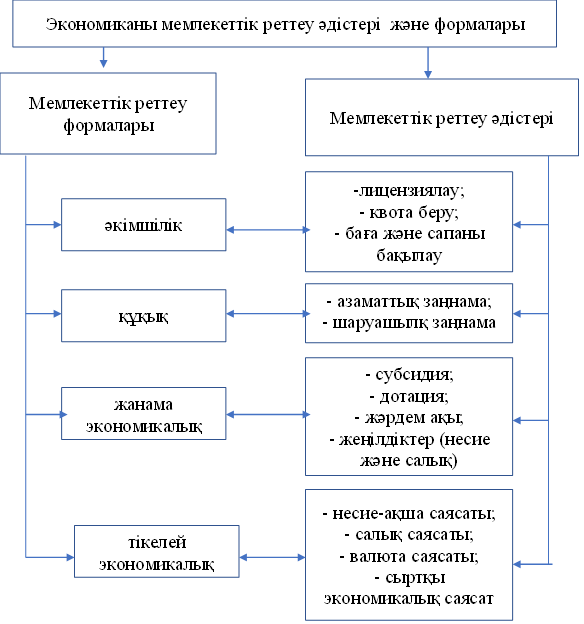 Экономиканы мемлекеттік реттеу әдістері және формалары
Мемлекеттік реттеу
формалары
Мемлекеттік реттеу әдістері
әкімшілік
-лицензиялау;
- квота беру;
- баға және сапаны
бақылау
құқық
- азаматтық заңнама;
- шаруашылқ заңнама
жанама
экономикалық
- субсидия;
- дотация;
- жәрдем ақы;
- жеңілдіктер (несие
және салық)
тікелей
экономикалық
- несие-ақша саясаты;
- салық саясаты;
- валюта саясаты;
- сыртқы
экономикалық саясат